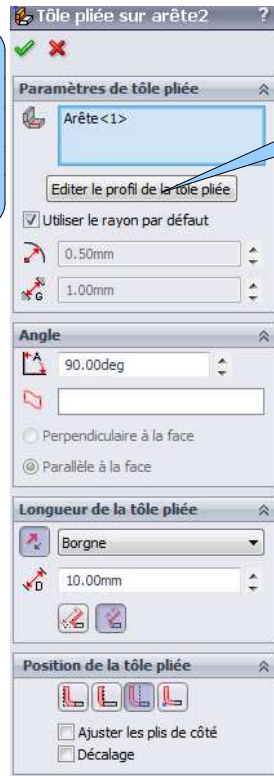 Tôle pliée sur arête2 ?
Paramètres de tôle pliée
Arête<1>
Editer le profil de la tôle pliée
Utiliser le rayon par défaut
0.50mm
G 1.00mm
Angle
A 90.00deg
Perpendiculaire à la face
Parallèle à la face
Longueur de la tôle pliée
Borgne
D 10.00mm
Position de la tôle pliée
Ajuster les plis de côté
Décalage